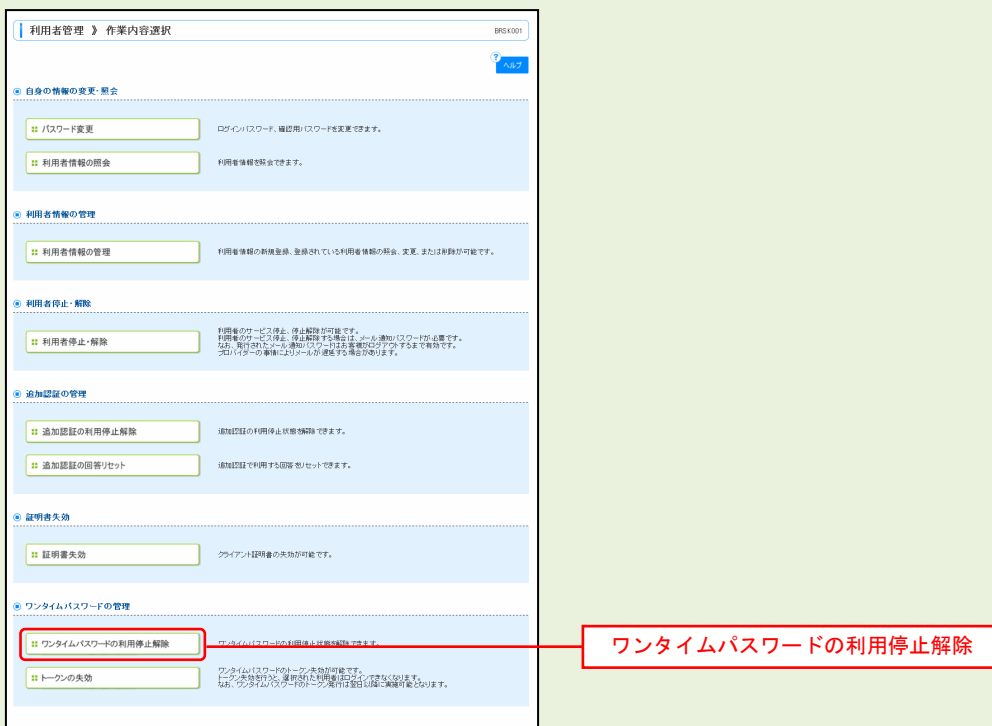 利用者管理 》 作業内容選択
BRSK001
?
ヘルプ
自身の情報の変更・照会
パスワード変更
ログインパスワード、確認用パスワードを変更できます。
利用者情報の照会
利用者情報を照会できます。
利用者情報の管理
利用者情報の管理
利用者情報の新規登録、登録されている利用者情報の照会、変更、または削除が可能です。
利用者停止・解除
利用者停止・解除
利用者のサービス停止、停止解除が可能です。
利用者のサービス停止、停止解除する場合は、メール通知パスワードが必要です。
なお、発行されたメール通知パスワードはお客様がログアウトするまで有効です。
プロバイダーの事情によりメールが遅延する場合があります。
追加認証の管理
追加認証の利用停止解除
追加認証の利用停止状態を解除できます。
追加認証の回答リセット
追加認証で利用する回答をリセットできます。
証明書失効
証明書失効
クライアント証明書の失効が可能です。
ワンタイムパスワードの管理
ワンタイムパスワードの利用停止解除
ワンタイムパスワードの利用停止状態を解除できます。
ワンタイムパスワードの利用停止解除
トークンの失効
ワンタイムパスワードのトークン失効が可能です。
トークン失効を行うと、選択された利用者はログインできなくなります。
なお、ワンタイムパスワードのトークン発行は翌日以降に実施可能となります。